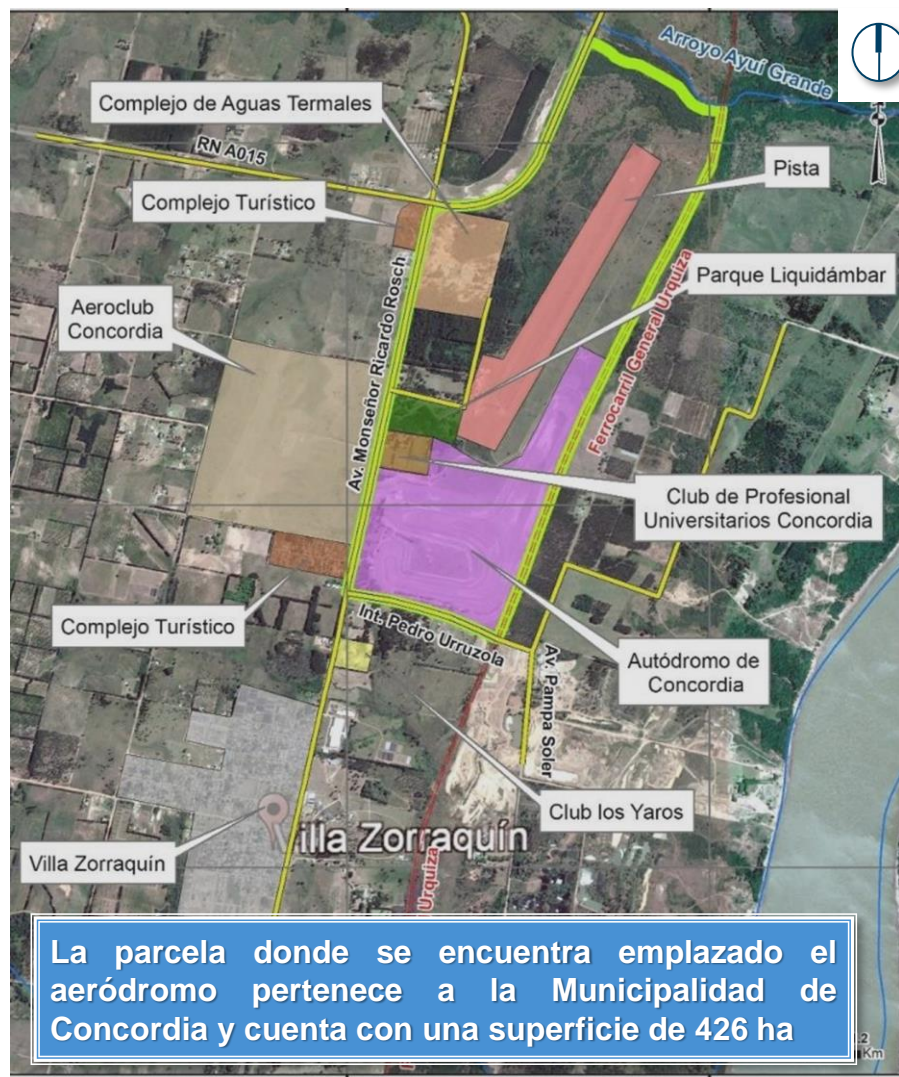 Arroyo Ayuí Grande
Complejo de Aguas Termales
RN A015
Pista
Complejo Turístico
Parque Liquidámbar
Aeroclub
Concordia
Av. Monseñor Ricardo Rosch
Ferrocarril General Urquiza
Club de Profesional
Universitarios Concordia
Complejo Turístico
Int. Pedro Urruzola
Autódromo de
Concordia
Av. Pampa Soler
Club los Yaros
illa Zorraquín
Villa Zorraquín
Urquiza
La parcela donde se encuentra emplazado el
aeródromo pertenece a la Municipalidad de
Concordia y cuenta con una superficie de 426 ha
Km